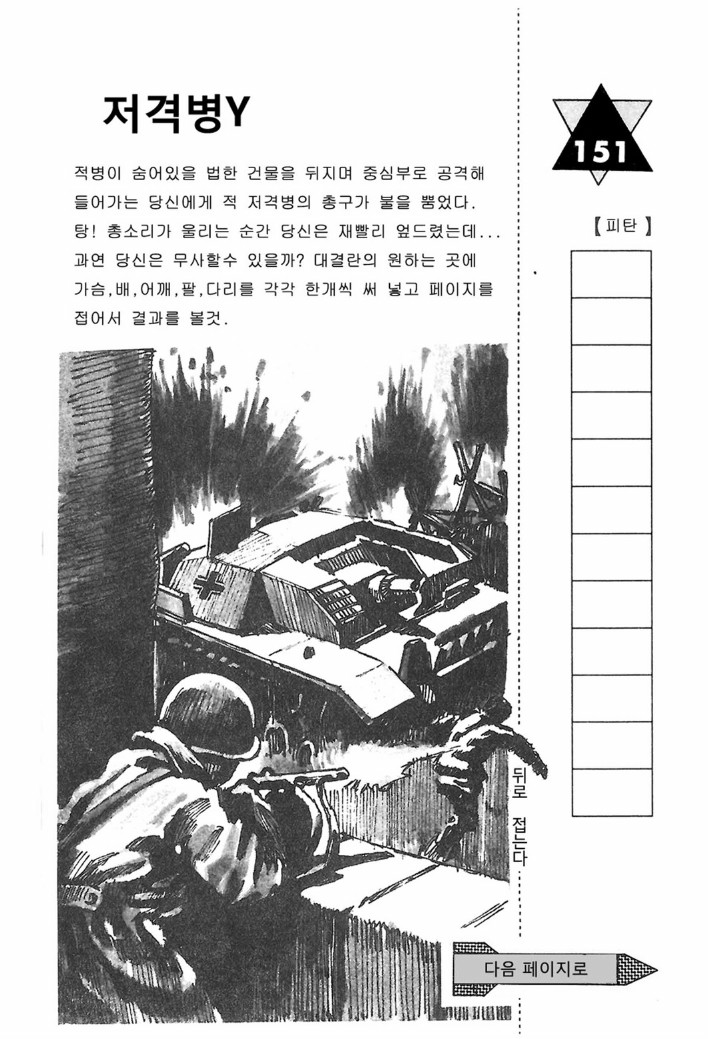 저격병Y
151
적병이 숨어있을 법한 건물을 뒤지며 중심부로 공격해
들어가는 당신에게 적 저격병의 총구가 불을 뿜었다.
탕! 총소리가 울리는 순간 당신은 재빨리 엎드렸는데...
과연 당신은 무사할수 있을까? 대결란의 원하는 곳에
가슴,배,어깨,팔,다리를 각각 한개씩 써 넣고 페이지를
접어서 결과를 볼것.
【피탄】
뒤로 접는다
다음 페이지로